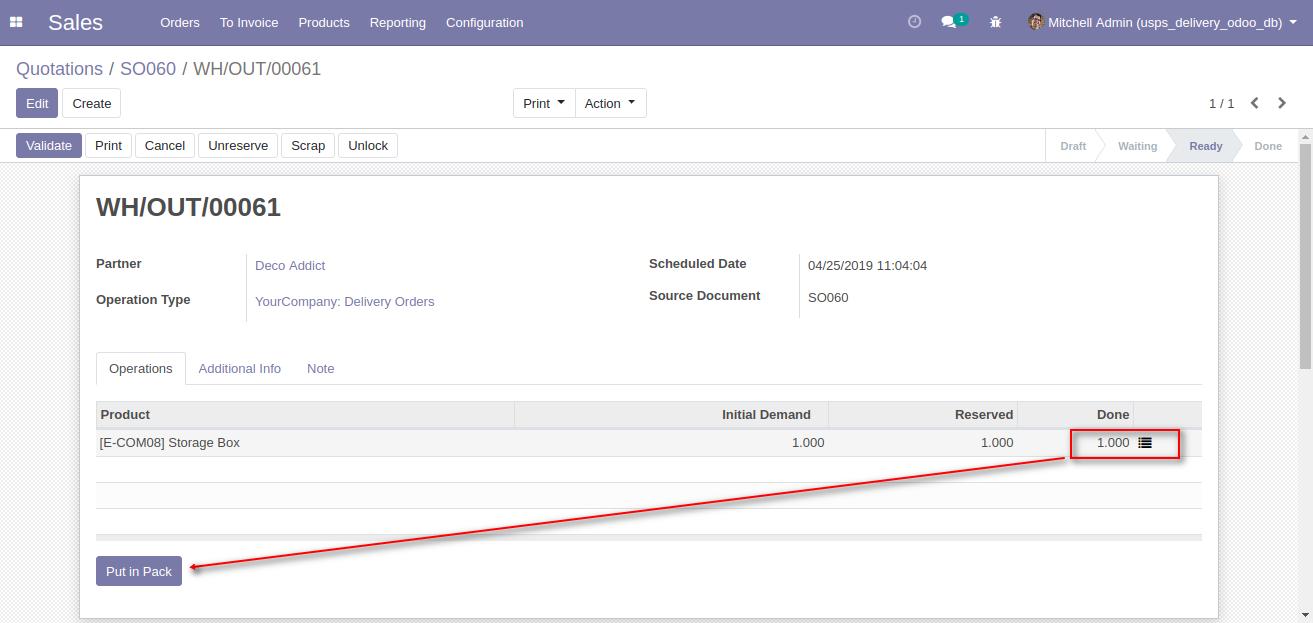 Sales Orders To Invoice Products Reporting Configuration 1 Mitchell Admin (usps_delivery_odoo_db)
Quotations / SO060 / WH/OUT/00061
Edit Create Print Action 1 / 1
Validate Print Cancel Unreserve Scrap Unlock Draft Waiting Ready Done
WH/OUT/00061
Partner Deco Addict Scheduled Date 04/25/2019 11:04:04
Operation Type YourCompany: Delivery Orders Source Document SO060
Operations Additional Info Note
Product Initial Demand Reserved Done
[E-COM08] Storage Box 1.000 1.000 1.000
Put in Pack